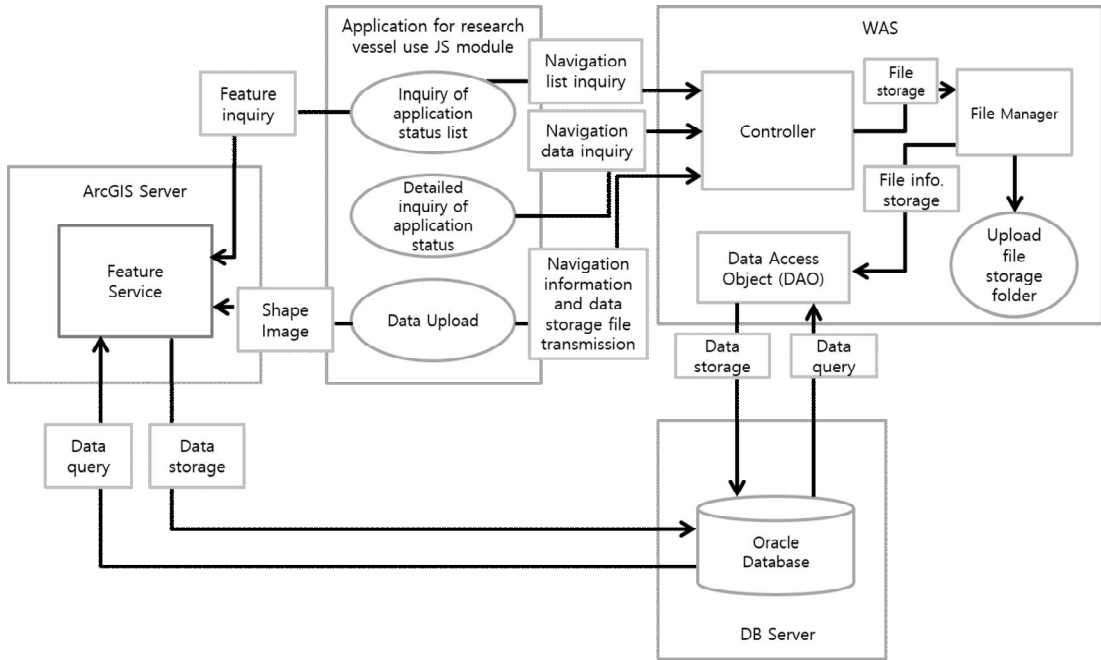 Application for research
vessel use JS module
WAS
Navigation
list inquiry
File
storage
Feature
inquiry
Inquiry of
application
status list
Controller
File Manager
Navigation
data inquiry
ArcGIS Server
Detailed
inquiry of
application
status
File info.
storage
Feature
Service
Data Access
Object (DAO)
Upload
file
storage
folder
Shape
Image
Data Upload
Navigation
information
and data
storage file
transmission
Data
storage
Data
query
Data
query
Data
storage
Oracle
Database
DB Server